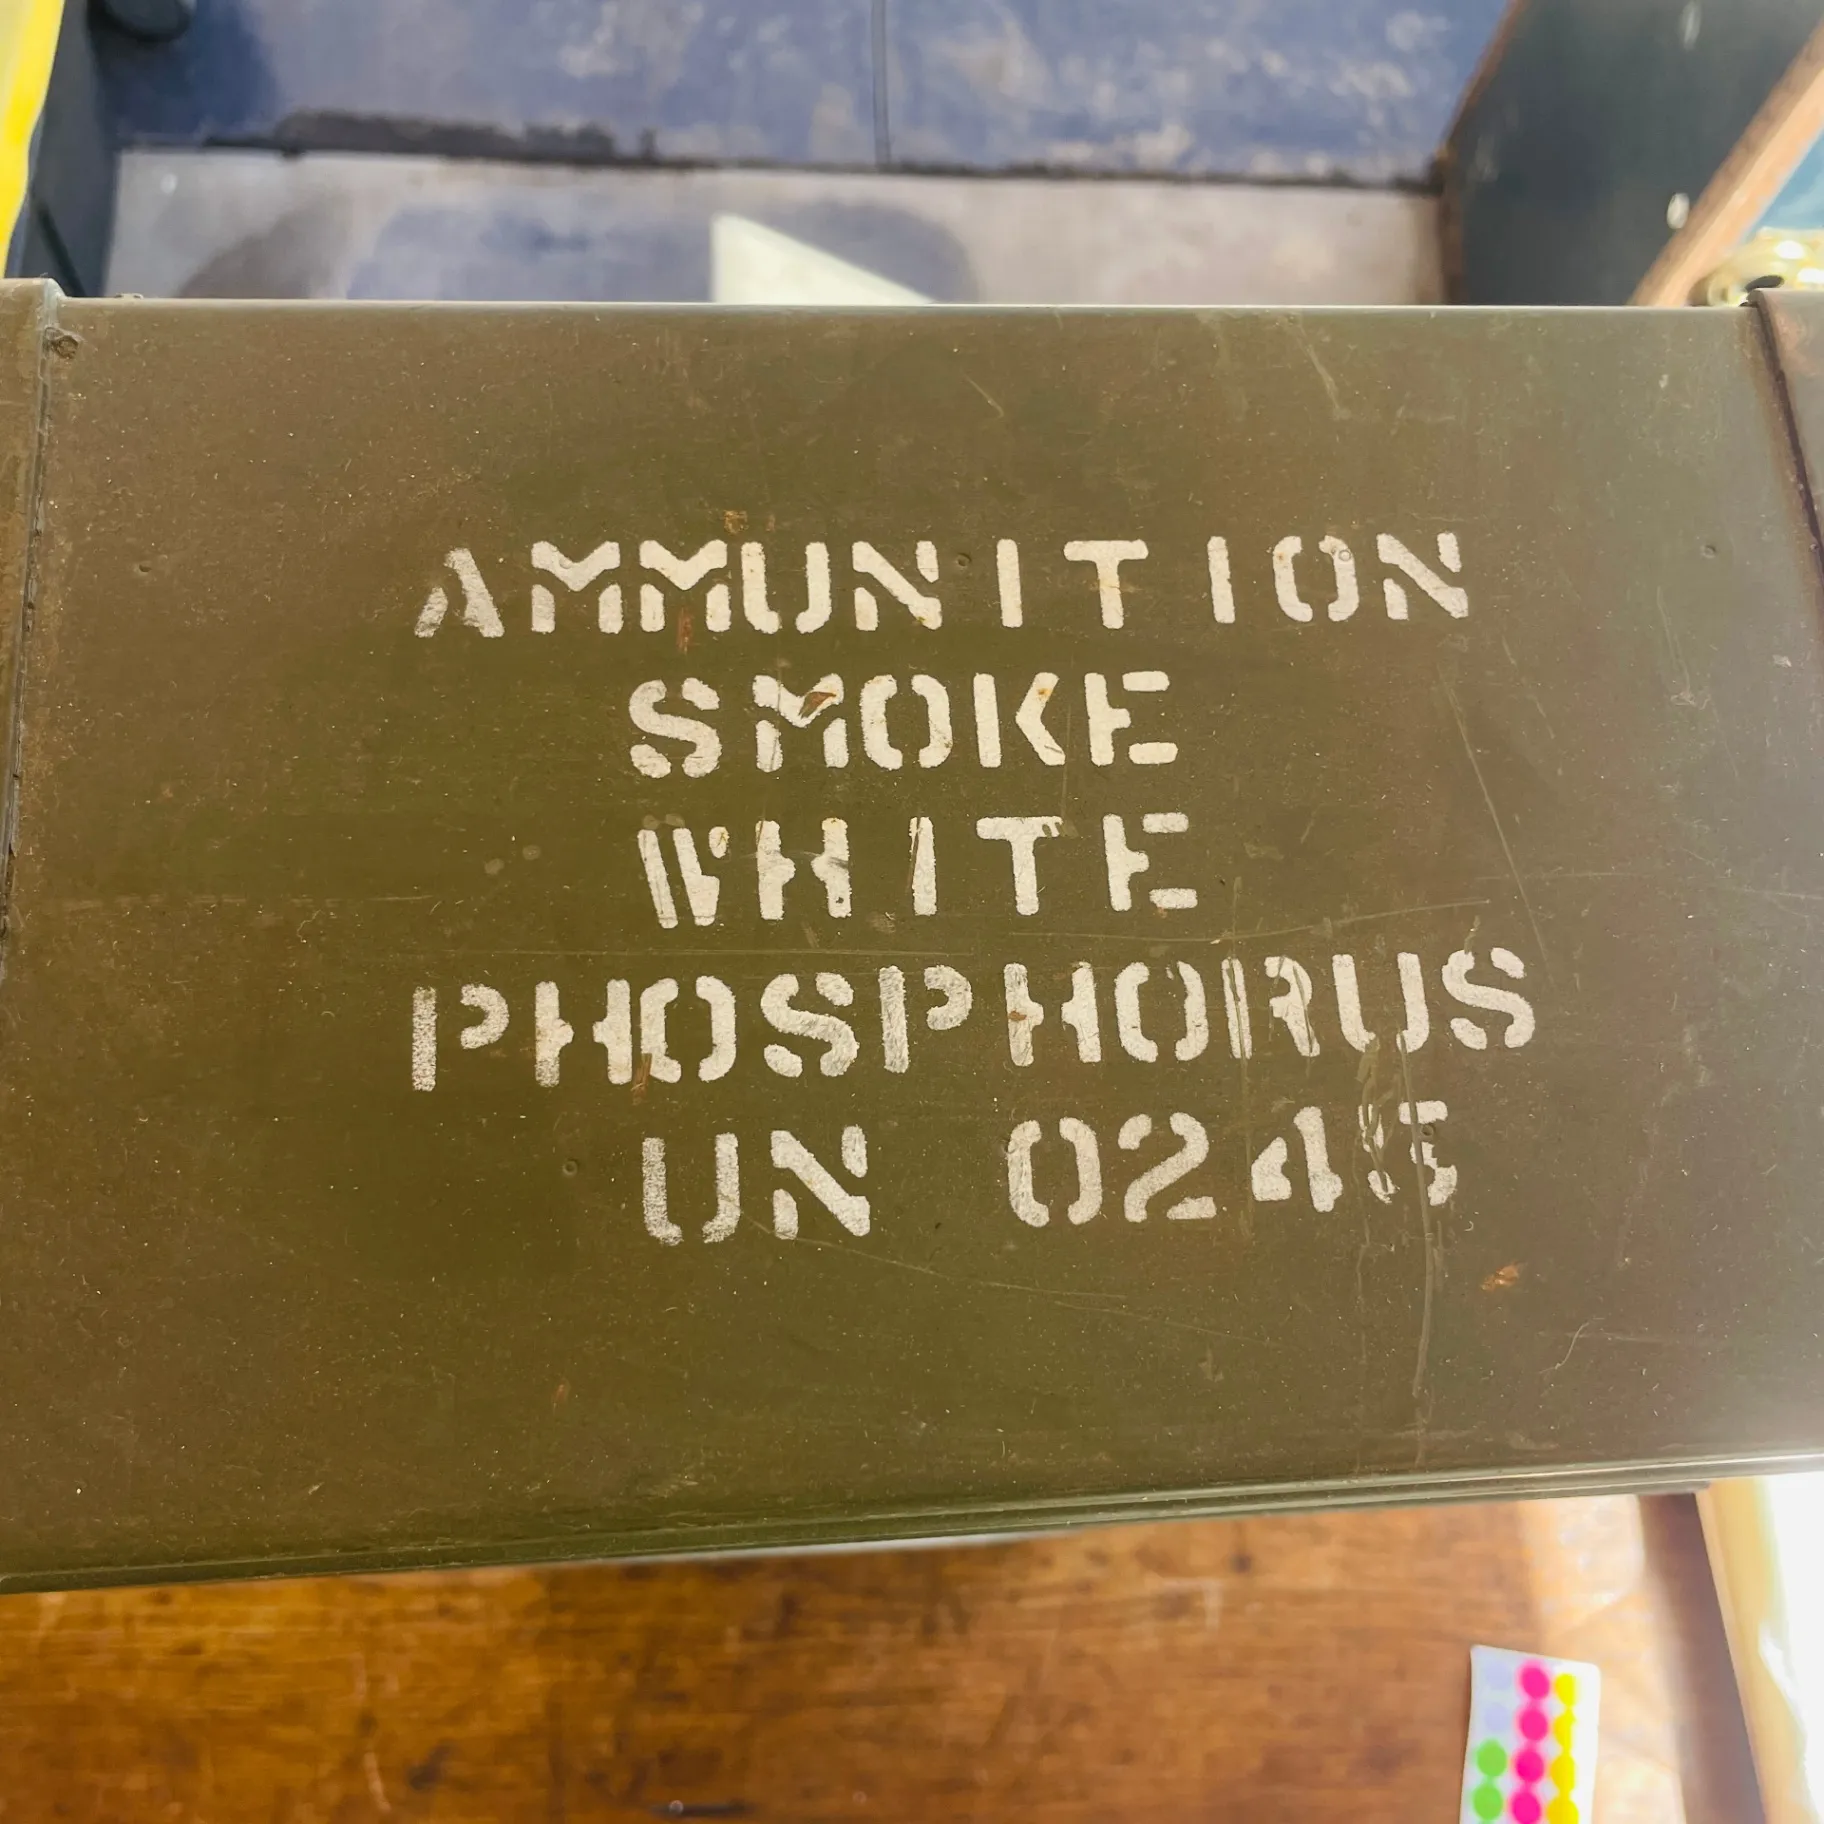 AMMUNITION
SMOKE
WHITE
PHOSPHORUS
UN 0245